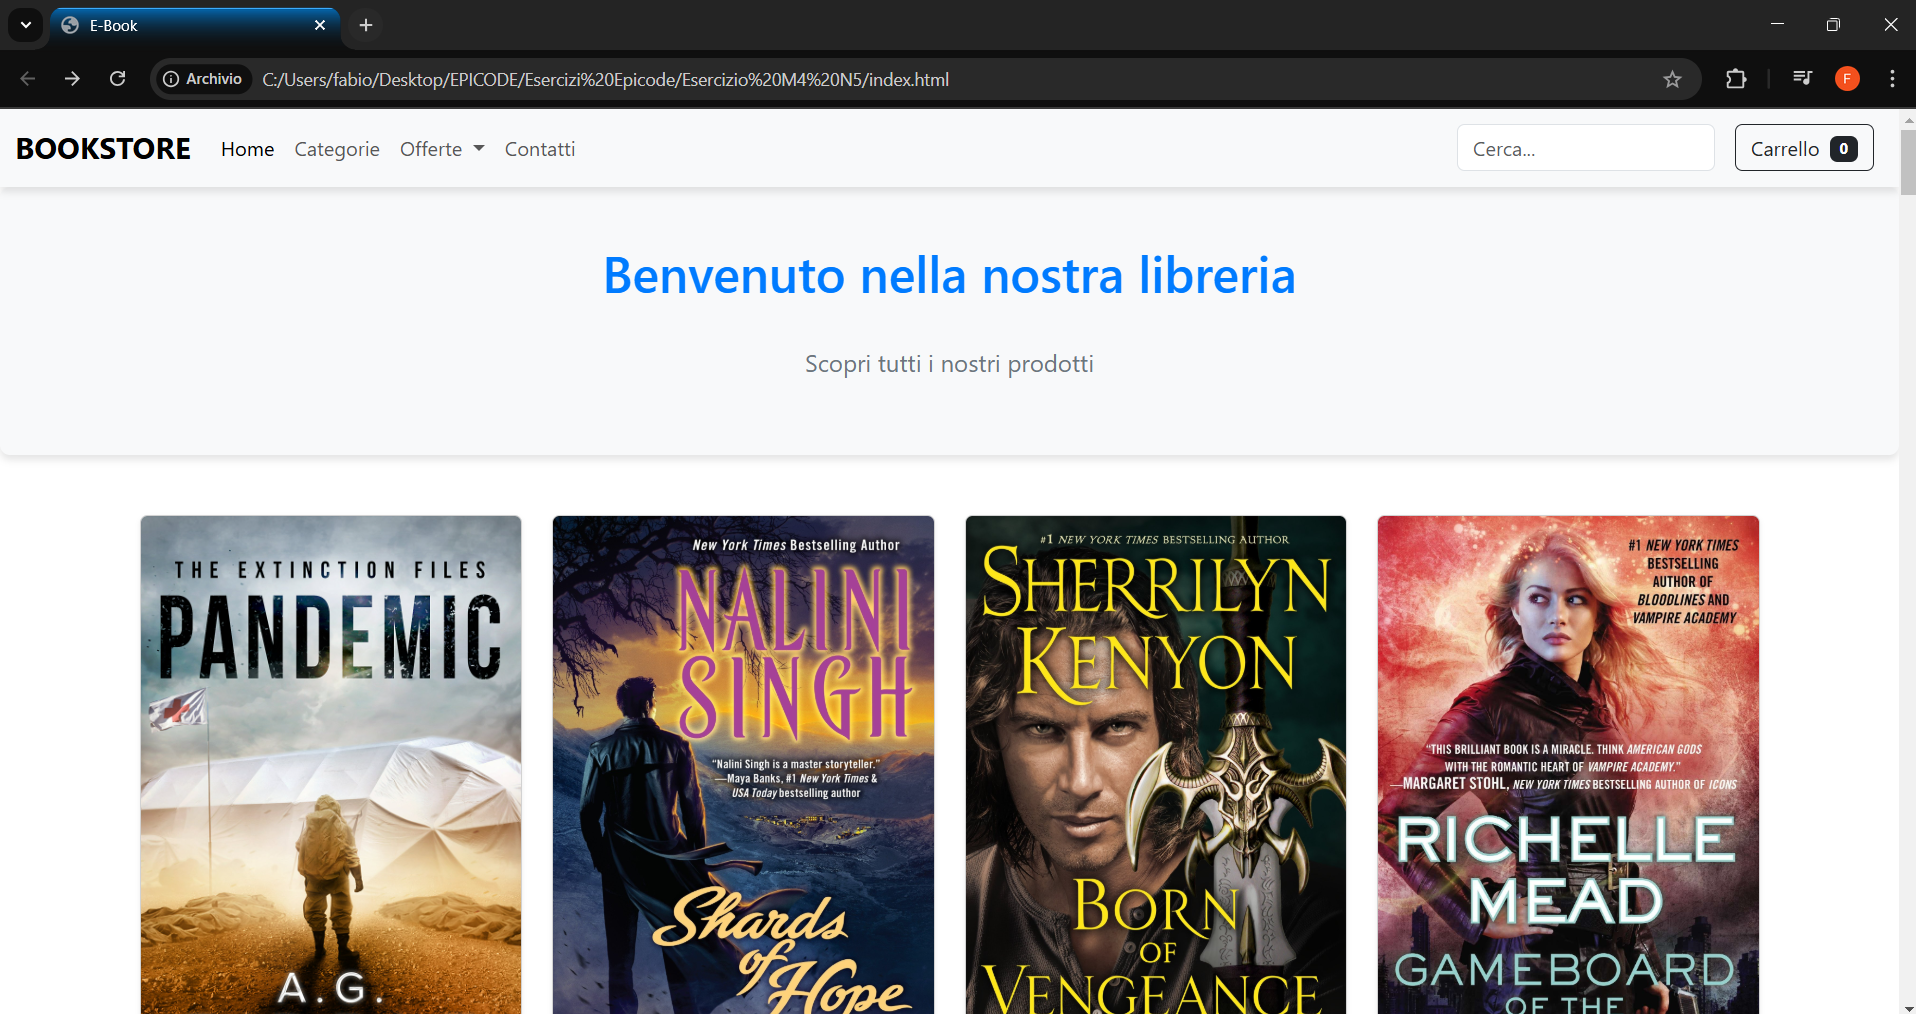 E-Book
Archivio C:/Users/fabio/Desktop/EPICODE/Esercizi%20Epicode/Esercizio%20M4%20N5/index.html
F
BOOKSTORE Home Categorie Offerte Contatti Cerca... Carrello 0
Benvenuto nella nostra libreria
Scopri tutti i nostri prodotti
THE EXTINCTION FILES
PANDEMIC
A.G.
New York Times Bestselling Author
NALINI
SINGH
"Nalini Singh is a master storyteller."
—Maya Banks, #1 New York Times &
USA Today bestselling author
Shards
of Hope
#1 NEW YORK TIMES BESTSELLING AUTHOR
SHERRILYN
KENYON
BORN
OF
VENGEANCE
#1 NEW YORK TIMES
BESTSELLING
AUTHOR OF
BLOODLINES AND
VAMPIRE ACADEMY
"THIS BRILLIANT BOOK IS A MIRACLE. THINK AMERICAN GODS
WITH THE ROMANTIC HEART OF VAMPIRE ACADEMY."
—MARGARET STOHL, NEW YORK TIMES BESTSELLING AUTHOR OF ICONS
RICHELLE
MEAD
GAMEBOARD
OF THE